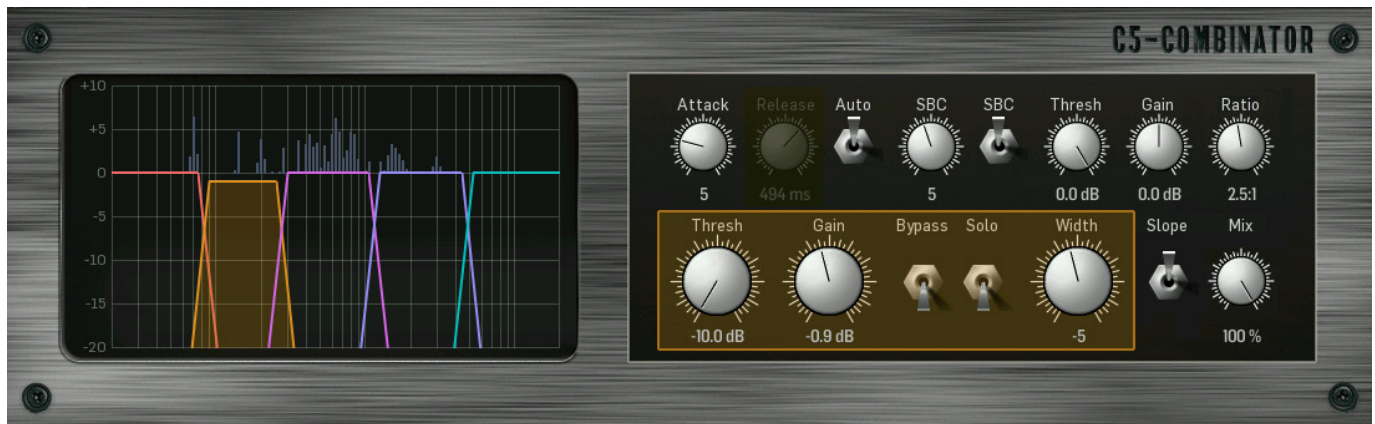 C5-COMBINATOR
+10
+5
0
-5
-10
-15
-20
Attack Release Auto SBC SBC Thresh Gain Ratio
5 494 ms 5 0.0 dB 0.0 dB 2.5:1
Thresh Gain Bypass Solo Width Slope Mix
-10.0 dB -0.9 dB -5 100 %